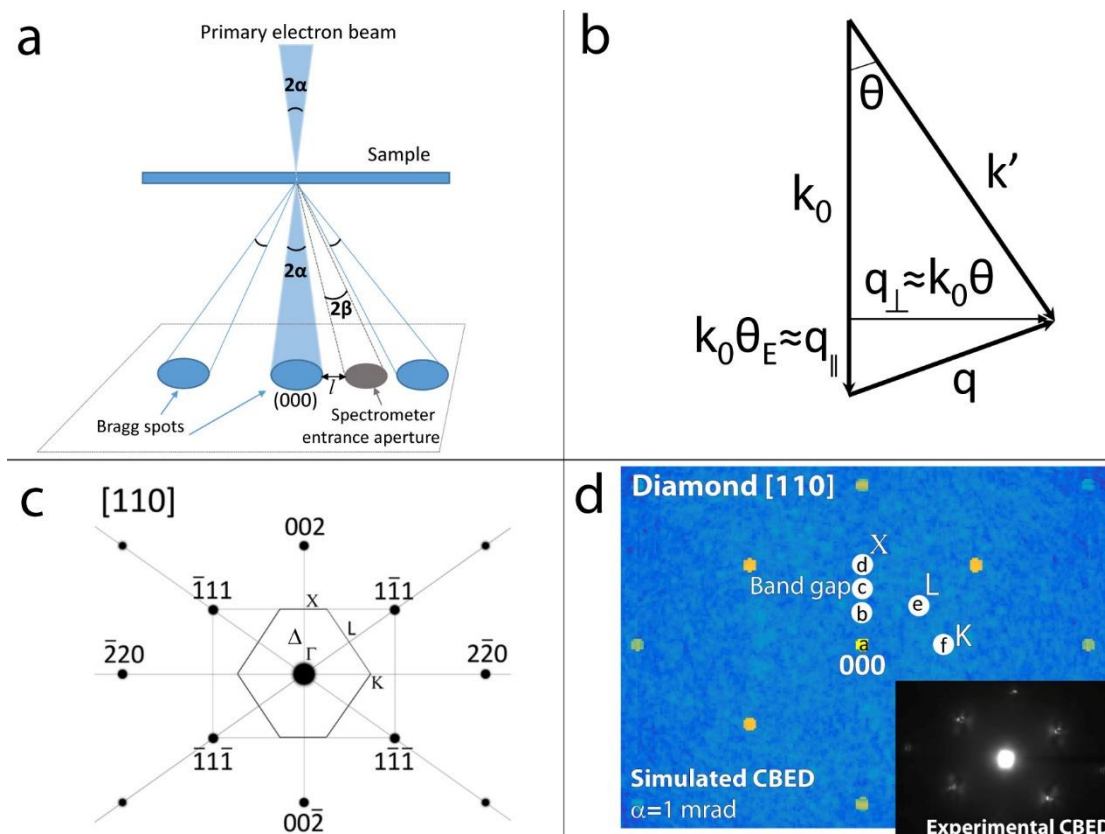 a
Primary electron beam
2α
Sample
2α
2β
l
(000)
Bragg spots
Spectrometer
entrance aperture
b
θ
k₀
k'
q⊥≈k₀θ
k₀θE≈q∥
q
c
[110]
002
1̄11
11̄1
X
Δ
L
Γ
K
2̄20
22̄0
1̄11̄
11̄1̄
002̄
d
Diamond [110]
X
d
Band gap
c
L
b
e
K
a
f
000
Simulated CBED
α=1 mrad
Experimental CBED